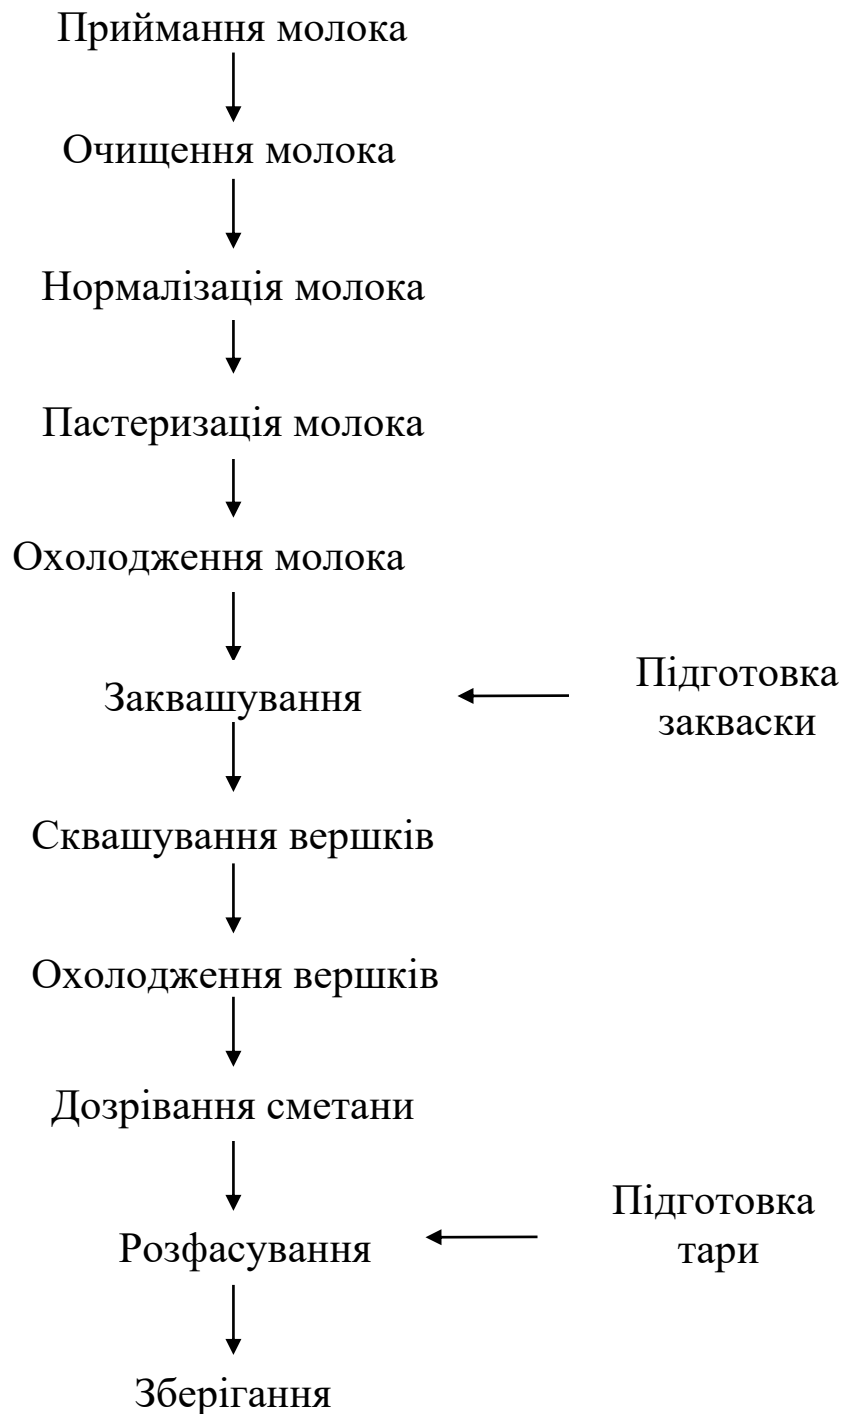 Приймання молока
Очищення молока
Нормалізація молока
Пастеризація молока
Охолодження молока
Заквашування
Підготовка
закваски
Сквашування вершків
Охолодження вершків
Дозрівання сметани
Розфасування
Підготовка
тари
Зберігання